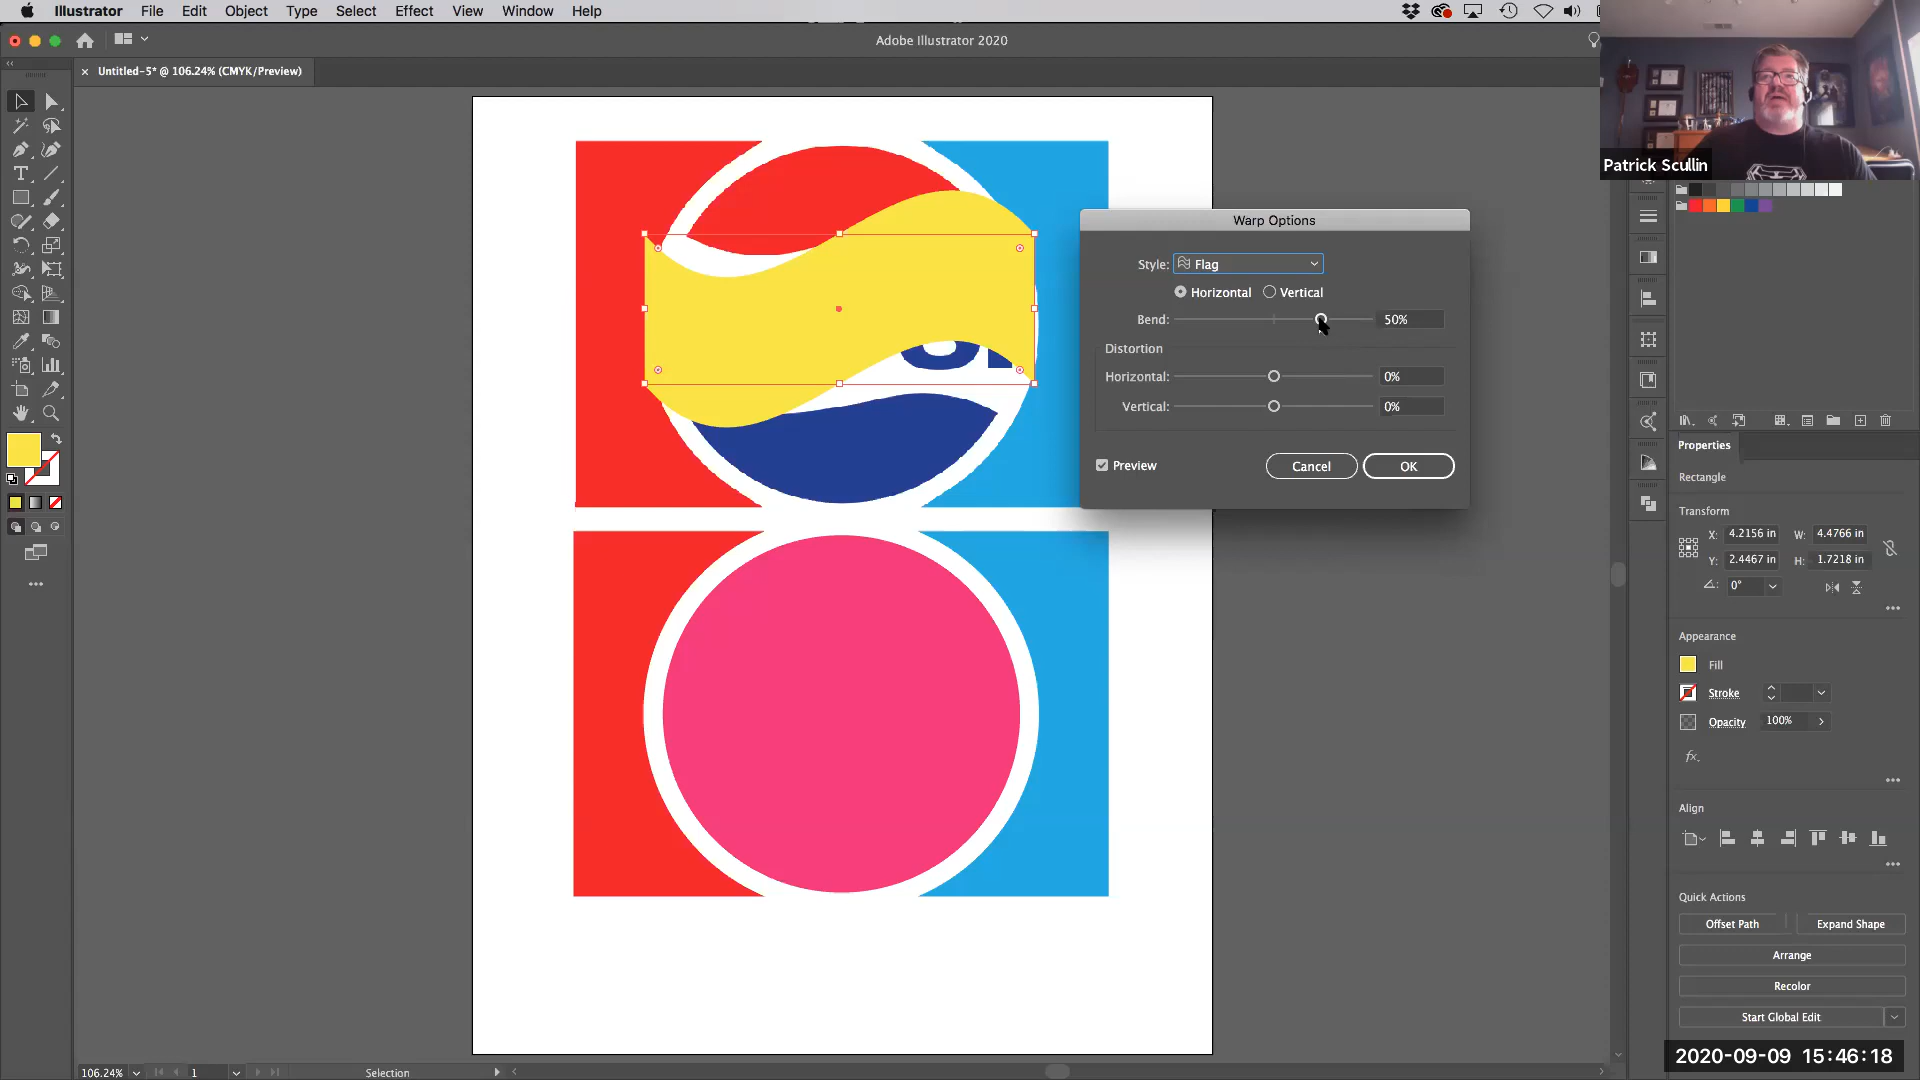 Illustrator File Edit Object Type Select Effect View Window Help
Adobe Illustrator 2020
Untitled-5* @ 106.24% (CMYK/Preview)
Patrick Scullin
Warp Options
Style: Flag
Horizontal Vertical
Bend: 50%
Distortion
Horizontal: 0%
Vertical: 0%
Preview Cancel OK
Properties
Rectangle
Transform
X: 4.2156 in W: 4.4766 in
Y: 2.4467 in H: 1.7218 in
0°
Appearance
Fill
Stroke
Opacity 100%
fx.
Align
Quick Actions
Offset Path Expand Shape
Arrange
Recolor
Start Global Edit
2020-09-09 15:46:18
106.24% 1 Selection